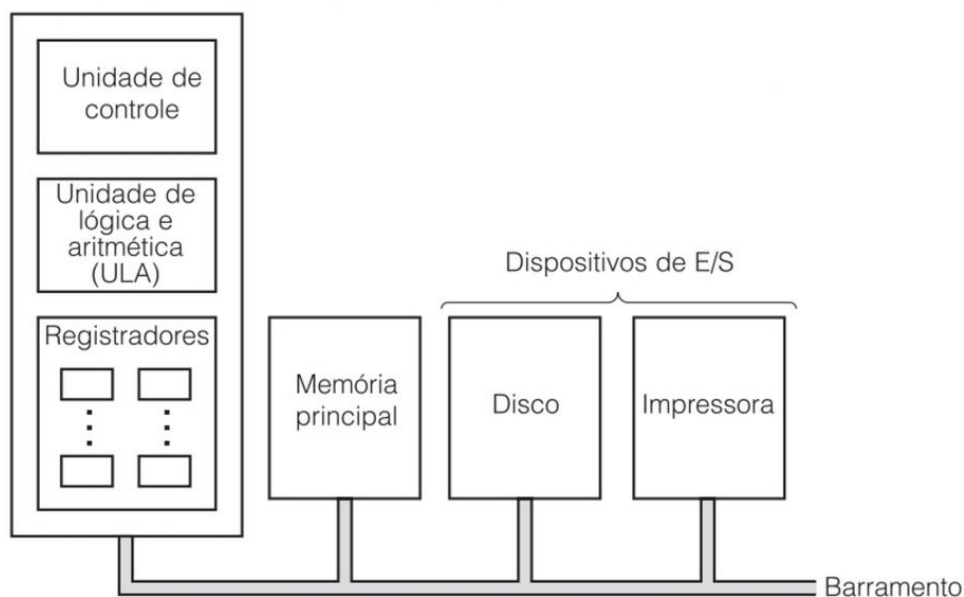 Unidade de
controle
Unidade de
lógica e
aritmética
(ULA)
Registradores
Dispositivos de E/S
Memória
principal
Disco
Impressora
Barramento